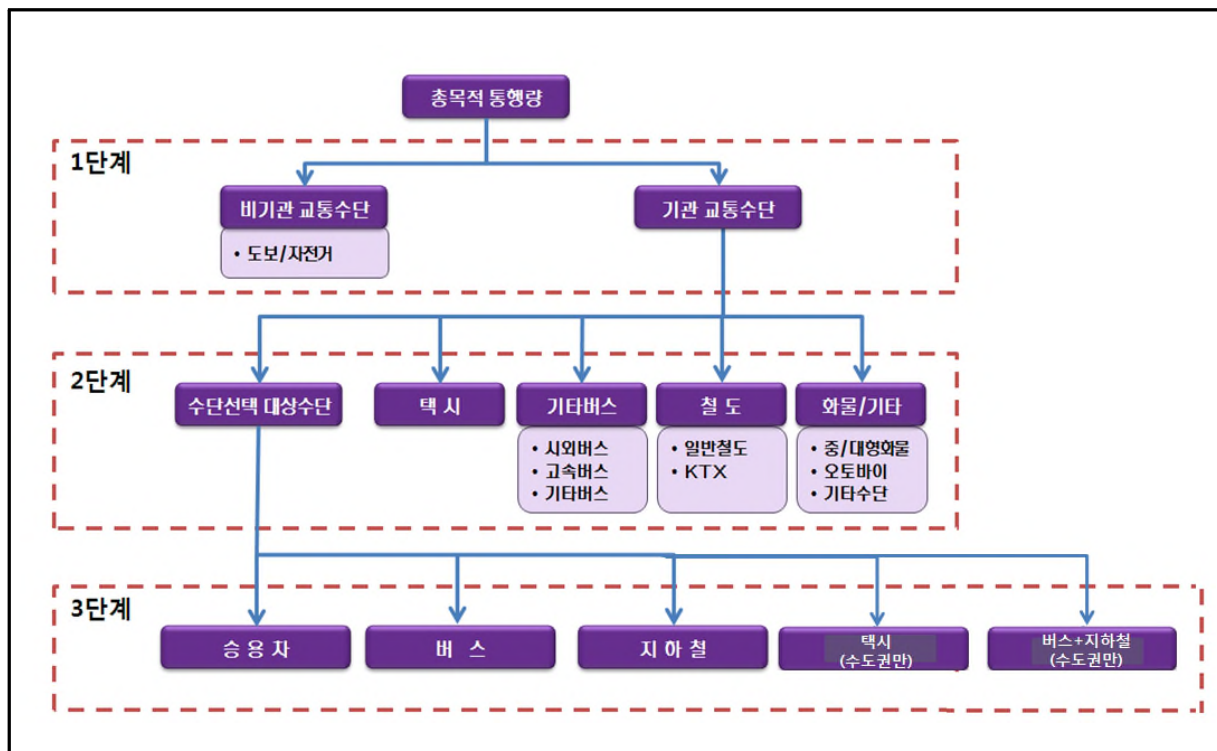 총목적 통행량
1단계
비기관 교통수단
• 도보/자전거
기관 교통수단
2단계
수단선택 대상수단
택 시
기타버스
• 시외버스
• 고속버스
• 기타버스
철 도
• 일반철도
• KTX
화물/기타
• 중/대형화물
• 오토바이
• 기타수단
3단계
승 용 차
버 스
지 하 철
택시
(수도권만)
버스+지하철
(수도권만)